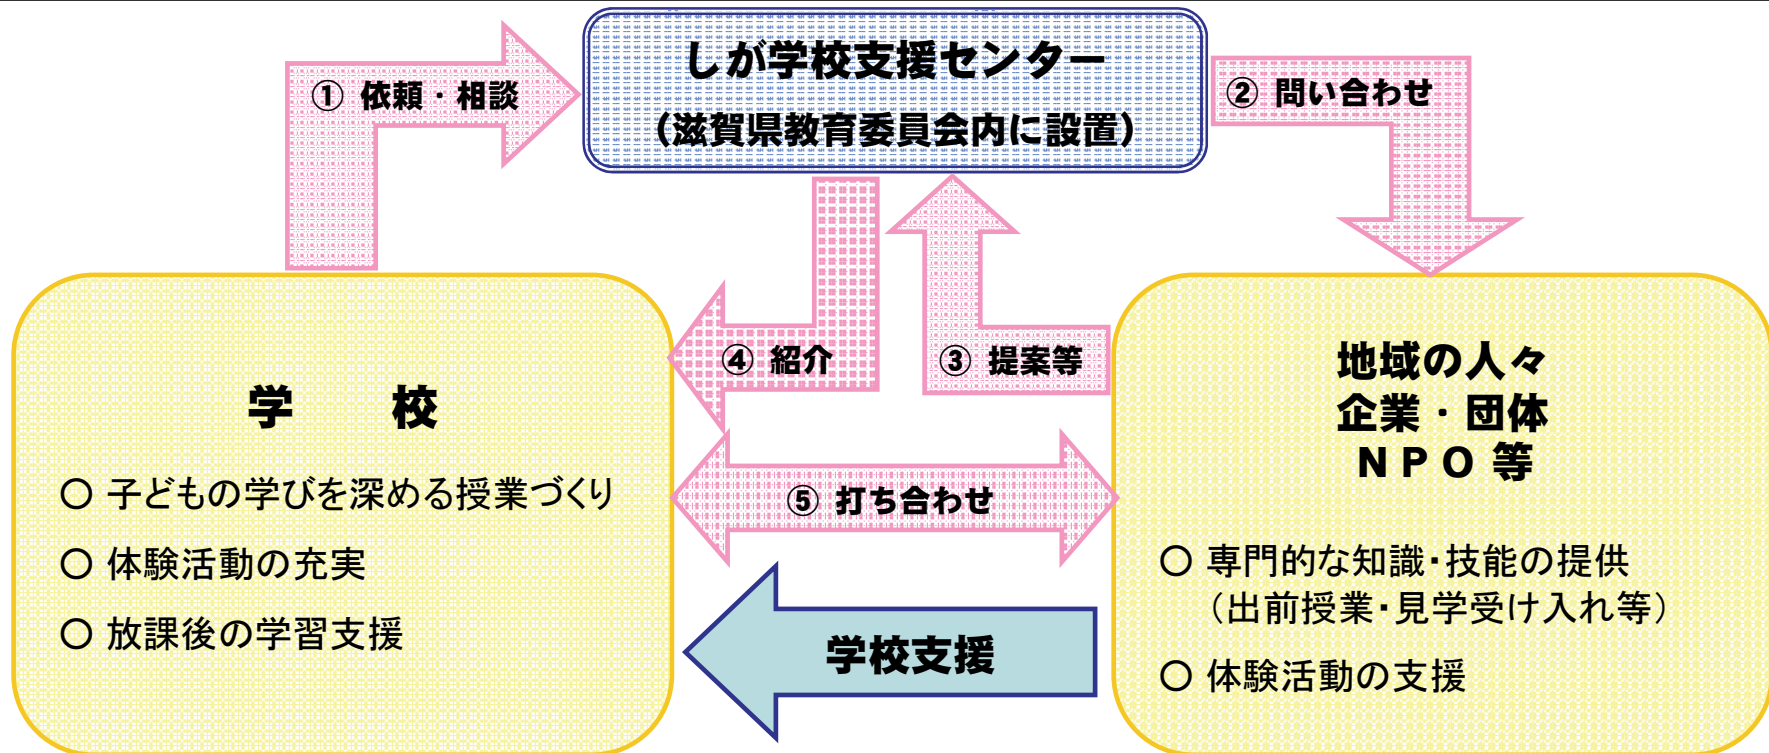 しが学校支援センター
（滋賀県教育委員会内に設置）
① 依頼・相談
② 問い合わせ
④ 紹介
③ 提案等
⑤ 打ち合わせ
学校支援
学　校
〇 子どもの学びを深める授業づくり
〇 体験活動の充実
〇 放課後の学習支援
地域の人々
企業・団体
ＮＰＯ等
〇 専門的な知識・技能の提供
（出前授業・見学受け入れ等）
〇 体験活動の支援